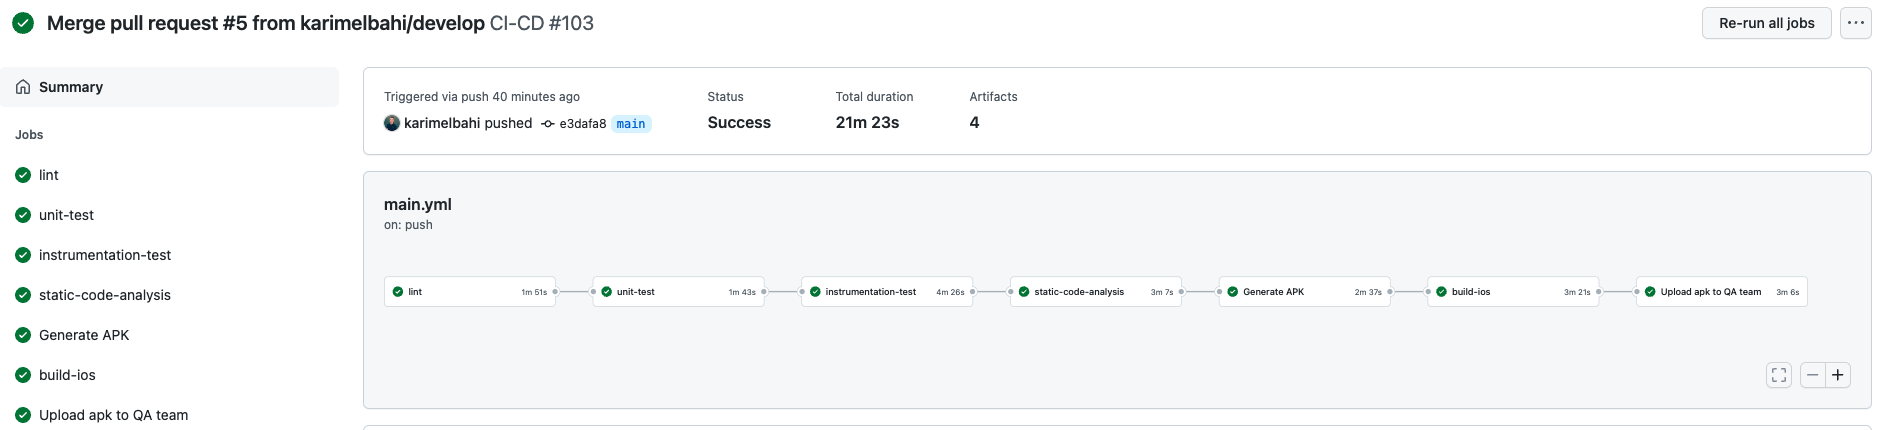 Merge pull request #5 from karimelbahi/develop CI-CD #103
Re-run all jobs
Summary
Jobs
lint
unit-test
instrumentation-test
static-code-analysis
Generate APK
build-ios
Upload apk to QA team
Triggered via push 40 minutes ago
karimelbahi pushed e3dafa8 main
Status
Success
Total duration
21m 23s
Artifacts
4
main.yml
on: push
lint 1m 51s
unit-test 1m 43s
instrumentation-test 4m 26s
static-code-analysis 3m 7s
Generate APK 2m 37s
build-ios 3m 21s
Upload apk to QA team 3m 6s